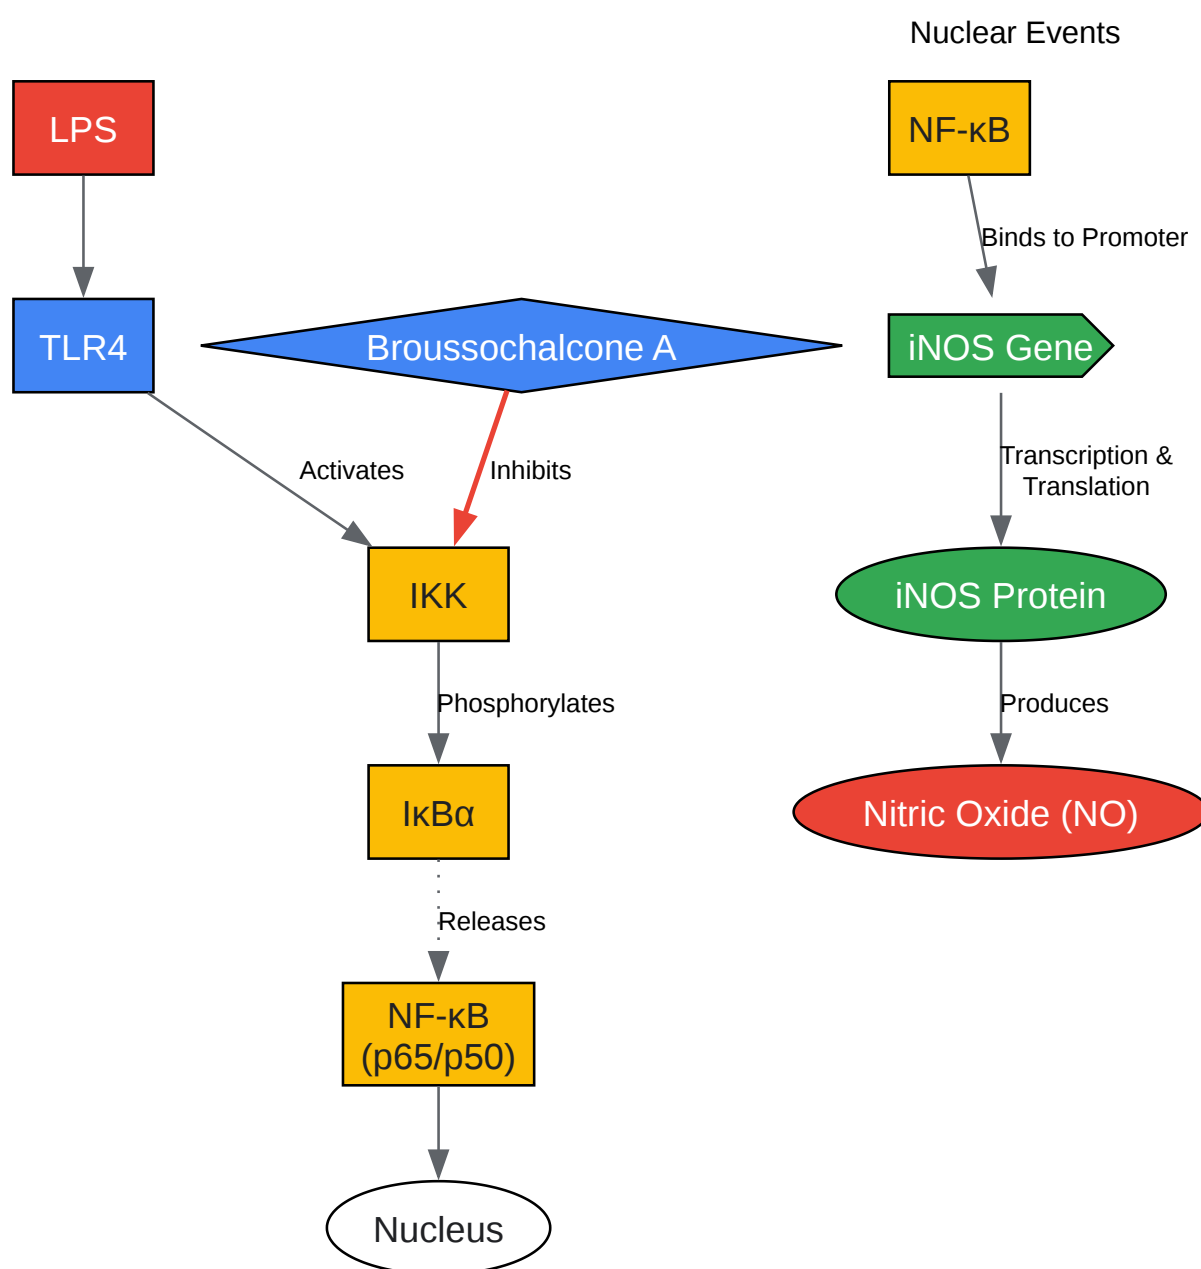 Nuclear Events
LPS
NF-κB
Binds to Promoter
TLR4
Broussochalcone A
iNOS Gene
Activates
Inhibits
Transcription &
Translation
IKK
iNOS Protein
Phosphorylates
Produces
IκBα
Nitric Oxide (NO)
Releases
NF-κB
(p65/p50)
Nucleus